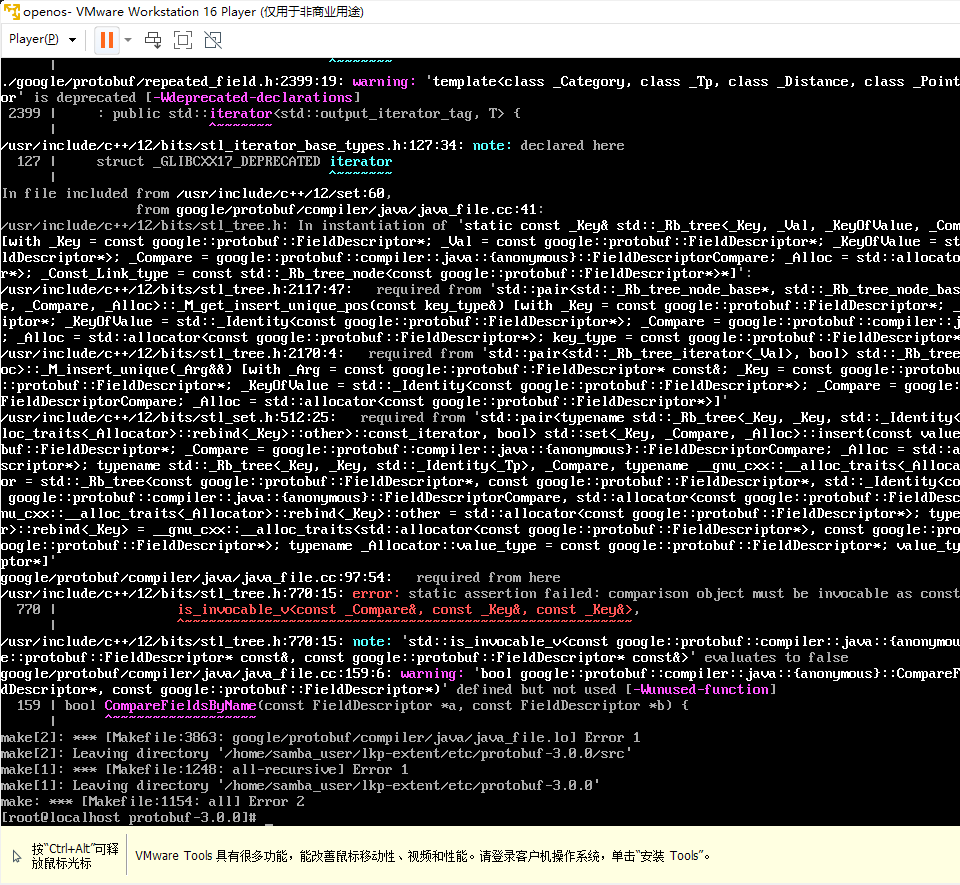 openos- VMware Workstation 16 Player (仅用于非商业用途)
Player(P)
| ^~~~~~~~
./google/protobuf/repeated_field.h:2399:19: warning: 'template<class _Category, class _Tp, class _Distance, class _Point
or' is deprecated [-Wdeprecated-declarations]
2399 |     : public std::iterator<std::output_iterator_tag, T> {
| ^~~~~~~~
/usr/include/c++/12/bits/stl_iterator_base_types.h:127:34: note: declared here
127 |     struct _GLIBCXX17_DEPRECATED iterator
| ^~~~~~~~
In file included from /usr/include/c++/12/set:60,
from google/protobuf/compiler/java/java_file.cc:41:
/usr/include/c++/12/bits/stl_tree.h: In instantiation of 'static const _Key& std::_Rb_tree<_Key, _Val, _KeyOfValue, _Com
[with _Key = const google::protobuf::FieldDescriptor*; _Val = const google::protobuf::FieldDescriptor*; _KeyOfValue = st
ldDescriptor*>; _Compare = google::protobuf::compiler::java::{anonymous}::FieldDescriptorCompare; _Alloc = std::allocato
r*>; _Const_Link_type = const std::_Rb_tree_node<const google::protobuf::FieldDescriptor*>*]':
/usr/include/c++/12/bits/stl_tree.h:2117:47:   required from 'std::pair<std::_Rb_tree_node_base*, std::_Rb_tree_node_bas
e, _Compare, _Alloc>::_M_get_insert_unique_pos(const key_type&) [with _Key = const google::protobuf::FieldDescriptor*; _
iptor*; _KeyOfValue = std::_Identity<const google::protobuf::FieldDescriptor*>; _Compare = google::protobuf::compiler::j
; _Alloc = std::allocator<const google::protobuf::FieldDescriptor*>; key_type = const google::protobuf::FieldDescriptor*
/usr/include/c++/12/bits/stl_tree.h:2170:4:   required from 'std::pair<std::_Rb_tree_iterator<_Val>, bool> std::_Rb_tree
oc>::_M_insert_unique(_Arg&&) [with _Arg = const google::protobuf::FieldDescriptor* const&; _Key = const google::protobu
::protobuf::FieldDescriptor*; _KeyOfValue = std::_Identity<const google::protobuf::FieldDescriptor*>; _Compare = google:
FieldDescriptorCompare; _Alloc = std::allocator<const google::protobuf::FieldDescriptor*>]'
/usr/include/c++/12/bits/stl_set.h:512:25:   required from 'std::pair<typename std::_Rb_tree<_Key, _Key, std::_Identity<
loc_traits<_Allocator>::rebind<_Key>::other>::const_iterator, bool> std::set<_Key, _Compare, _Alloc>::insert(const value
buf::FieldDescriptor*; _Compare = google::protobuf::compiler::java::{anonymous}::FieldDescriptorCompare; _Alloc = std::a
scriptor*>; typename std::_Rb_tree<_Key, _Key, std::_Identity<_Tp>, _Compare, typename __gnu_cxx::__alloc_traits<_Alloca
or = std::_Rb_tree<const google::protobuf::FieldDescriptor*, const google::protobuf::FieldDescriptor*, std::_Identity<co
google::protobuf::compiler::java::{anonymous}::FieldDescriptorCompare, std::allocator<const google::protobuf::FieldDesc
nu_cxx::__alloc_traits<_Allocator>::rebind<_Key>::other = std::allocator<const google::protobuf::FieldDescriptor*>; type
r>::rebind<_Key> = __gnu_cxx::__alloc_traits<std::allocator<const google::protobuf::FieldDescriptor*>, const google::pro
oogle::protobuf::FieldDescriptor*>; typename _Allocator::value_type = const google::protobuf::FieldDescriptor*; value_ty
ptor*]'
google/protobuf/compiler/java/java_file.cc:97:54:   required from here
/usr/include/c++/12/bits/stl_tree.h:770:15: error: static assertion failed: comparison object must be invocable as const
770 |               is_invocable_v<const _Compare&, const _Key&, const _Key&>,
| ^~~~~~~~~~~~~~~~~~~~~~~~~~~~~~~~~~~~~~~~~~~~~~~~~~~~~~~~~
/usr/include/c++/12/bits/stl_tree.h:770:15: note: 'std::is_invocable_v<const google::protobuf::compiler::java::{anonymou
e::protobuf::FieldDescriptor* const&, const google::protobuf::FieldDescriptor* const&>' evaluates to false
google/protobuf/compiler/java/java_file.cc:159:6: warning: 'bool google::protobuf::compiler::java::{anonymous}::CompareF
dDescriptor*, const google::protobuf::FieldDescriptor*)' defined but not used [-Wunused-function]
159 | bool CompareFieldsByName(const FieldDescriptor *a, const FieldDescriptor *b) {
| ^~~~~~~~~~~~~~~~~~~
make[2]: *** [Makefile:3863: google/protobuf/compiler/java/java_file.lo] Error 1
make[2]: Leaving directory '/home/samba_user/lkp-extent/etc/protobuf-3.0.0/src'
make[1]: *** [Makefile:1248: all-recursive] Error 1
make[1]: Leaving directory '/home/samba_user/lkp-extent/etc/protobuf-3.0.0'
make: *** [Makefile:1154: all] Error 2
[root@localhost protobuf-3.0.0]# _
按"Ctrl+Alt"可释
放鼠标光标
VMware Tools 具有很多功能，能改善鼠标移动性、视频和性能。请登录客户机操作系统，单击"安装 Tools"。